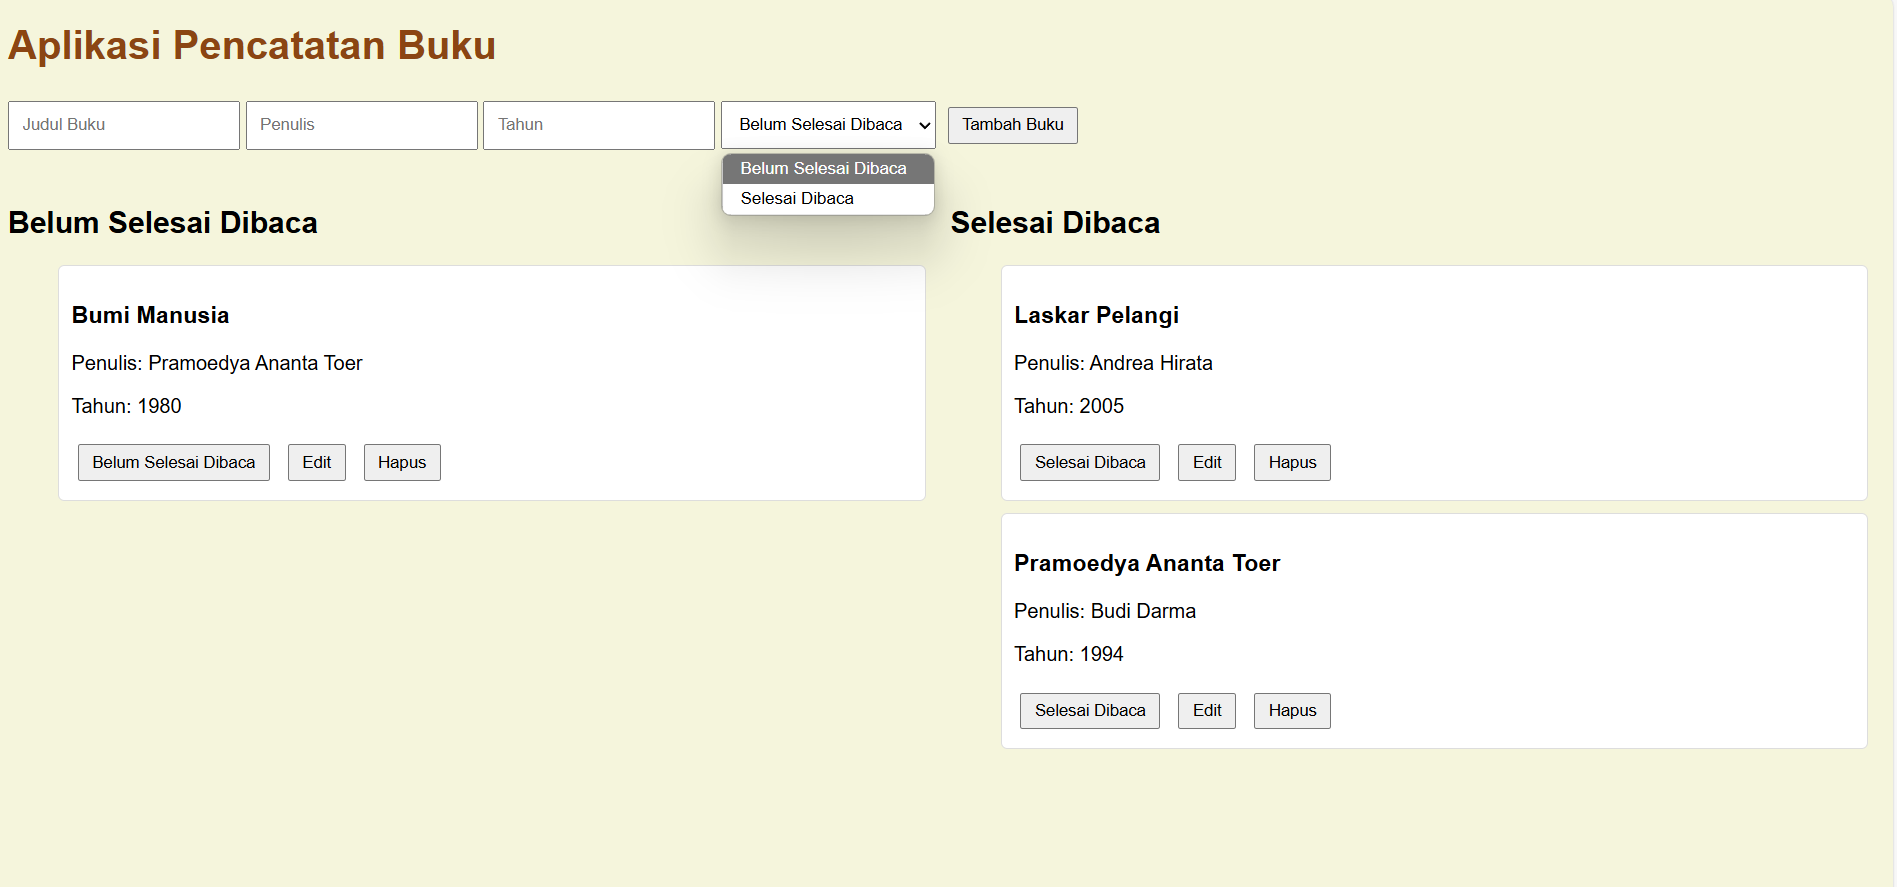 Aplikasi Pencatatan Buku
Judul Buku Penulis Tahun Belum Selesai Dibaca Tambah Buku
Belum Selesai Dibaca
Selesai Dibaca
Belum Selesai Dibaca
Bumi Manusia
Penulis: Pramoedya Ananta Toer
Tahun: 1980
Belum Selesai Dibaca Edit Hapus
Selesai Dibaca
Laskar Pelangi
Penulis: Andrea Hirata
Tahun: 2005
Selesai Dibaca Edit Hapus
Pramoedya Ananta Toer
Penulis: Budi Darma
Tahun: 1994
Selesai Dibaca Edit Hapus